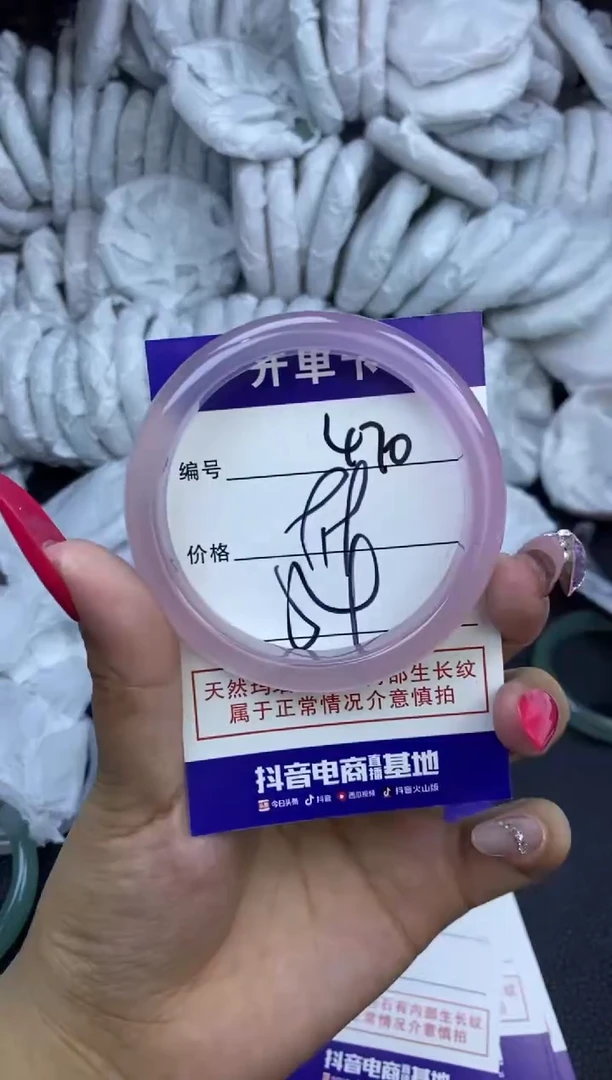 开单卡
编号 470
价格
天然玛 内部生长纹
属于正常情况介意慎拍
抖音电商直播基地
今日头条 抖音 西瓜视频 抖音火山版
石有内部生长纹
常情况介意慎拍
抖音电商直播基地